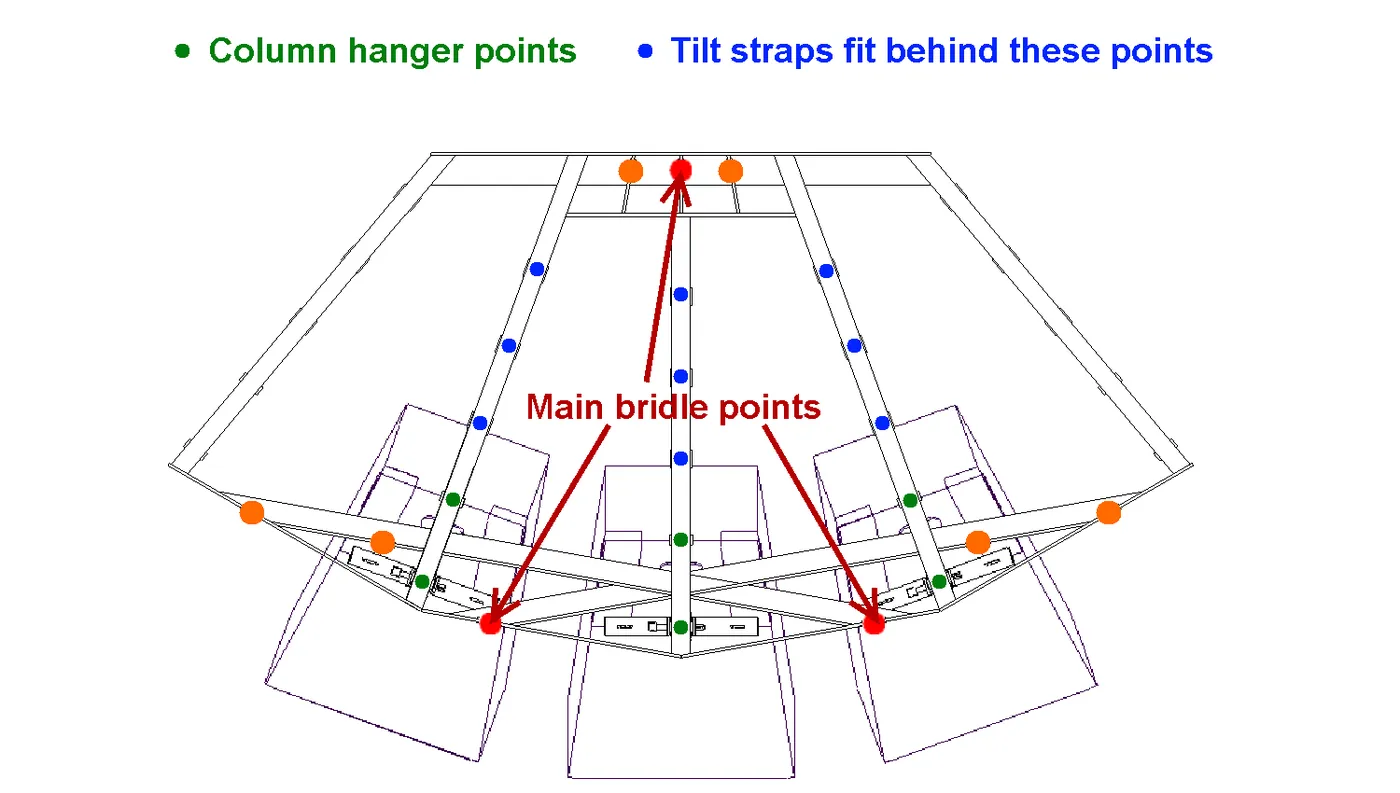 Column hanger points
Tilt straps fit behind these points
Main bridle points